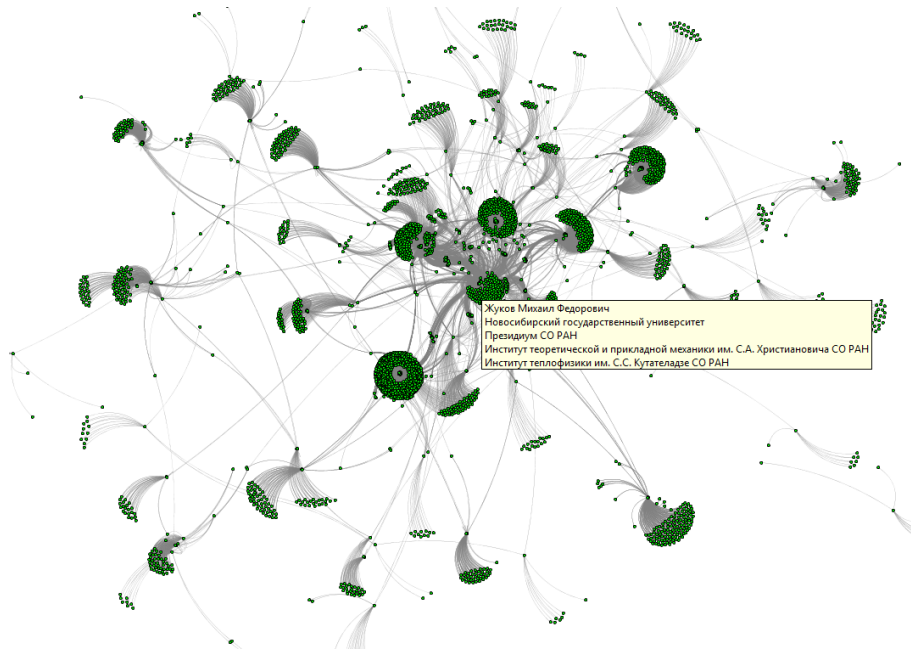 Жуков Михаил Федорович
Новосибирский государственный университет
Президиум СО РАН
Институт теоретической и прикладной механики им. С.А. Христиановича СО РАН
Институт теплофизики им. С.С. Кутателадзе СО РАН